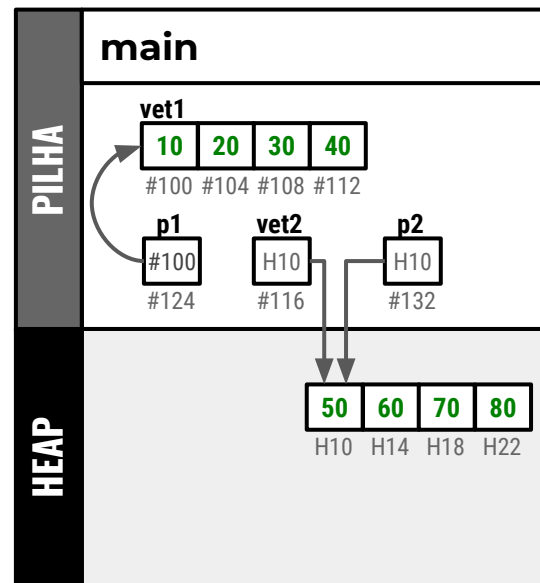 main
PILHA
vet1
10 20 30 40
#100 #104 #108 #112
p1 vet2 p2
#100 H10 H10
#124 #116 #132
HEAP
50 60 70 80
H10 H14 H18 H22